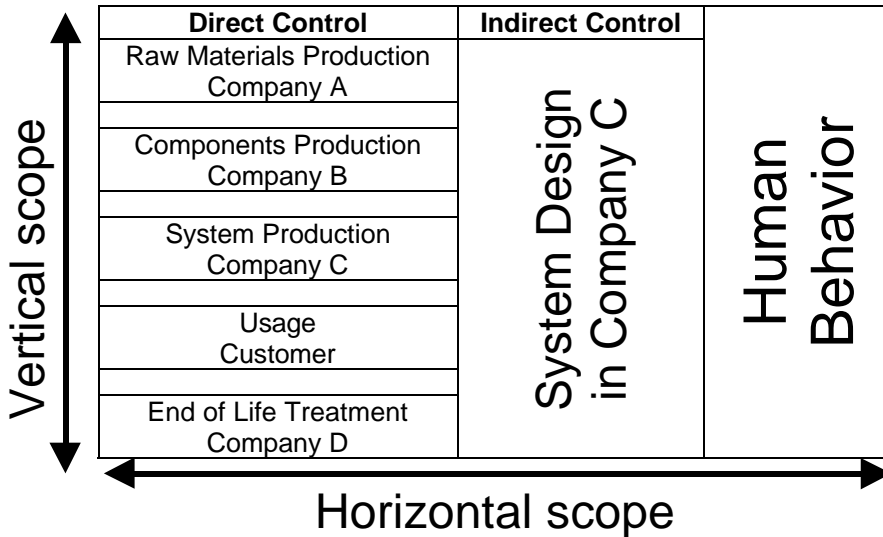 Direct Control
Indirect Control
Raw Materials Production
Company A
Components Production
Company B
System Production
Company C
Usage
Customer
End of Life Treatment
Company D
System Design
in Company C
Human
Behavior
Vertical scope
Horizontal scope